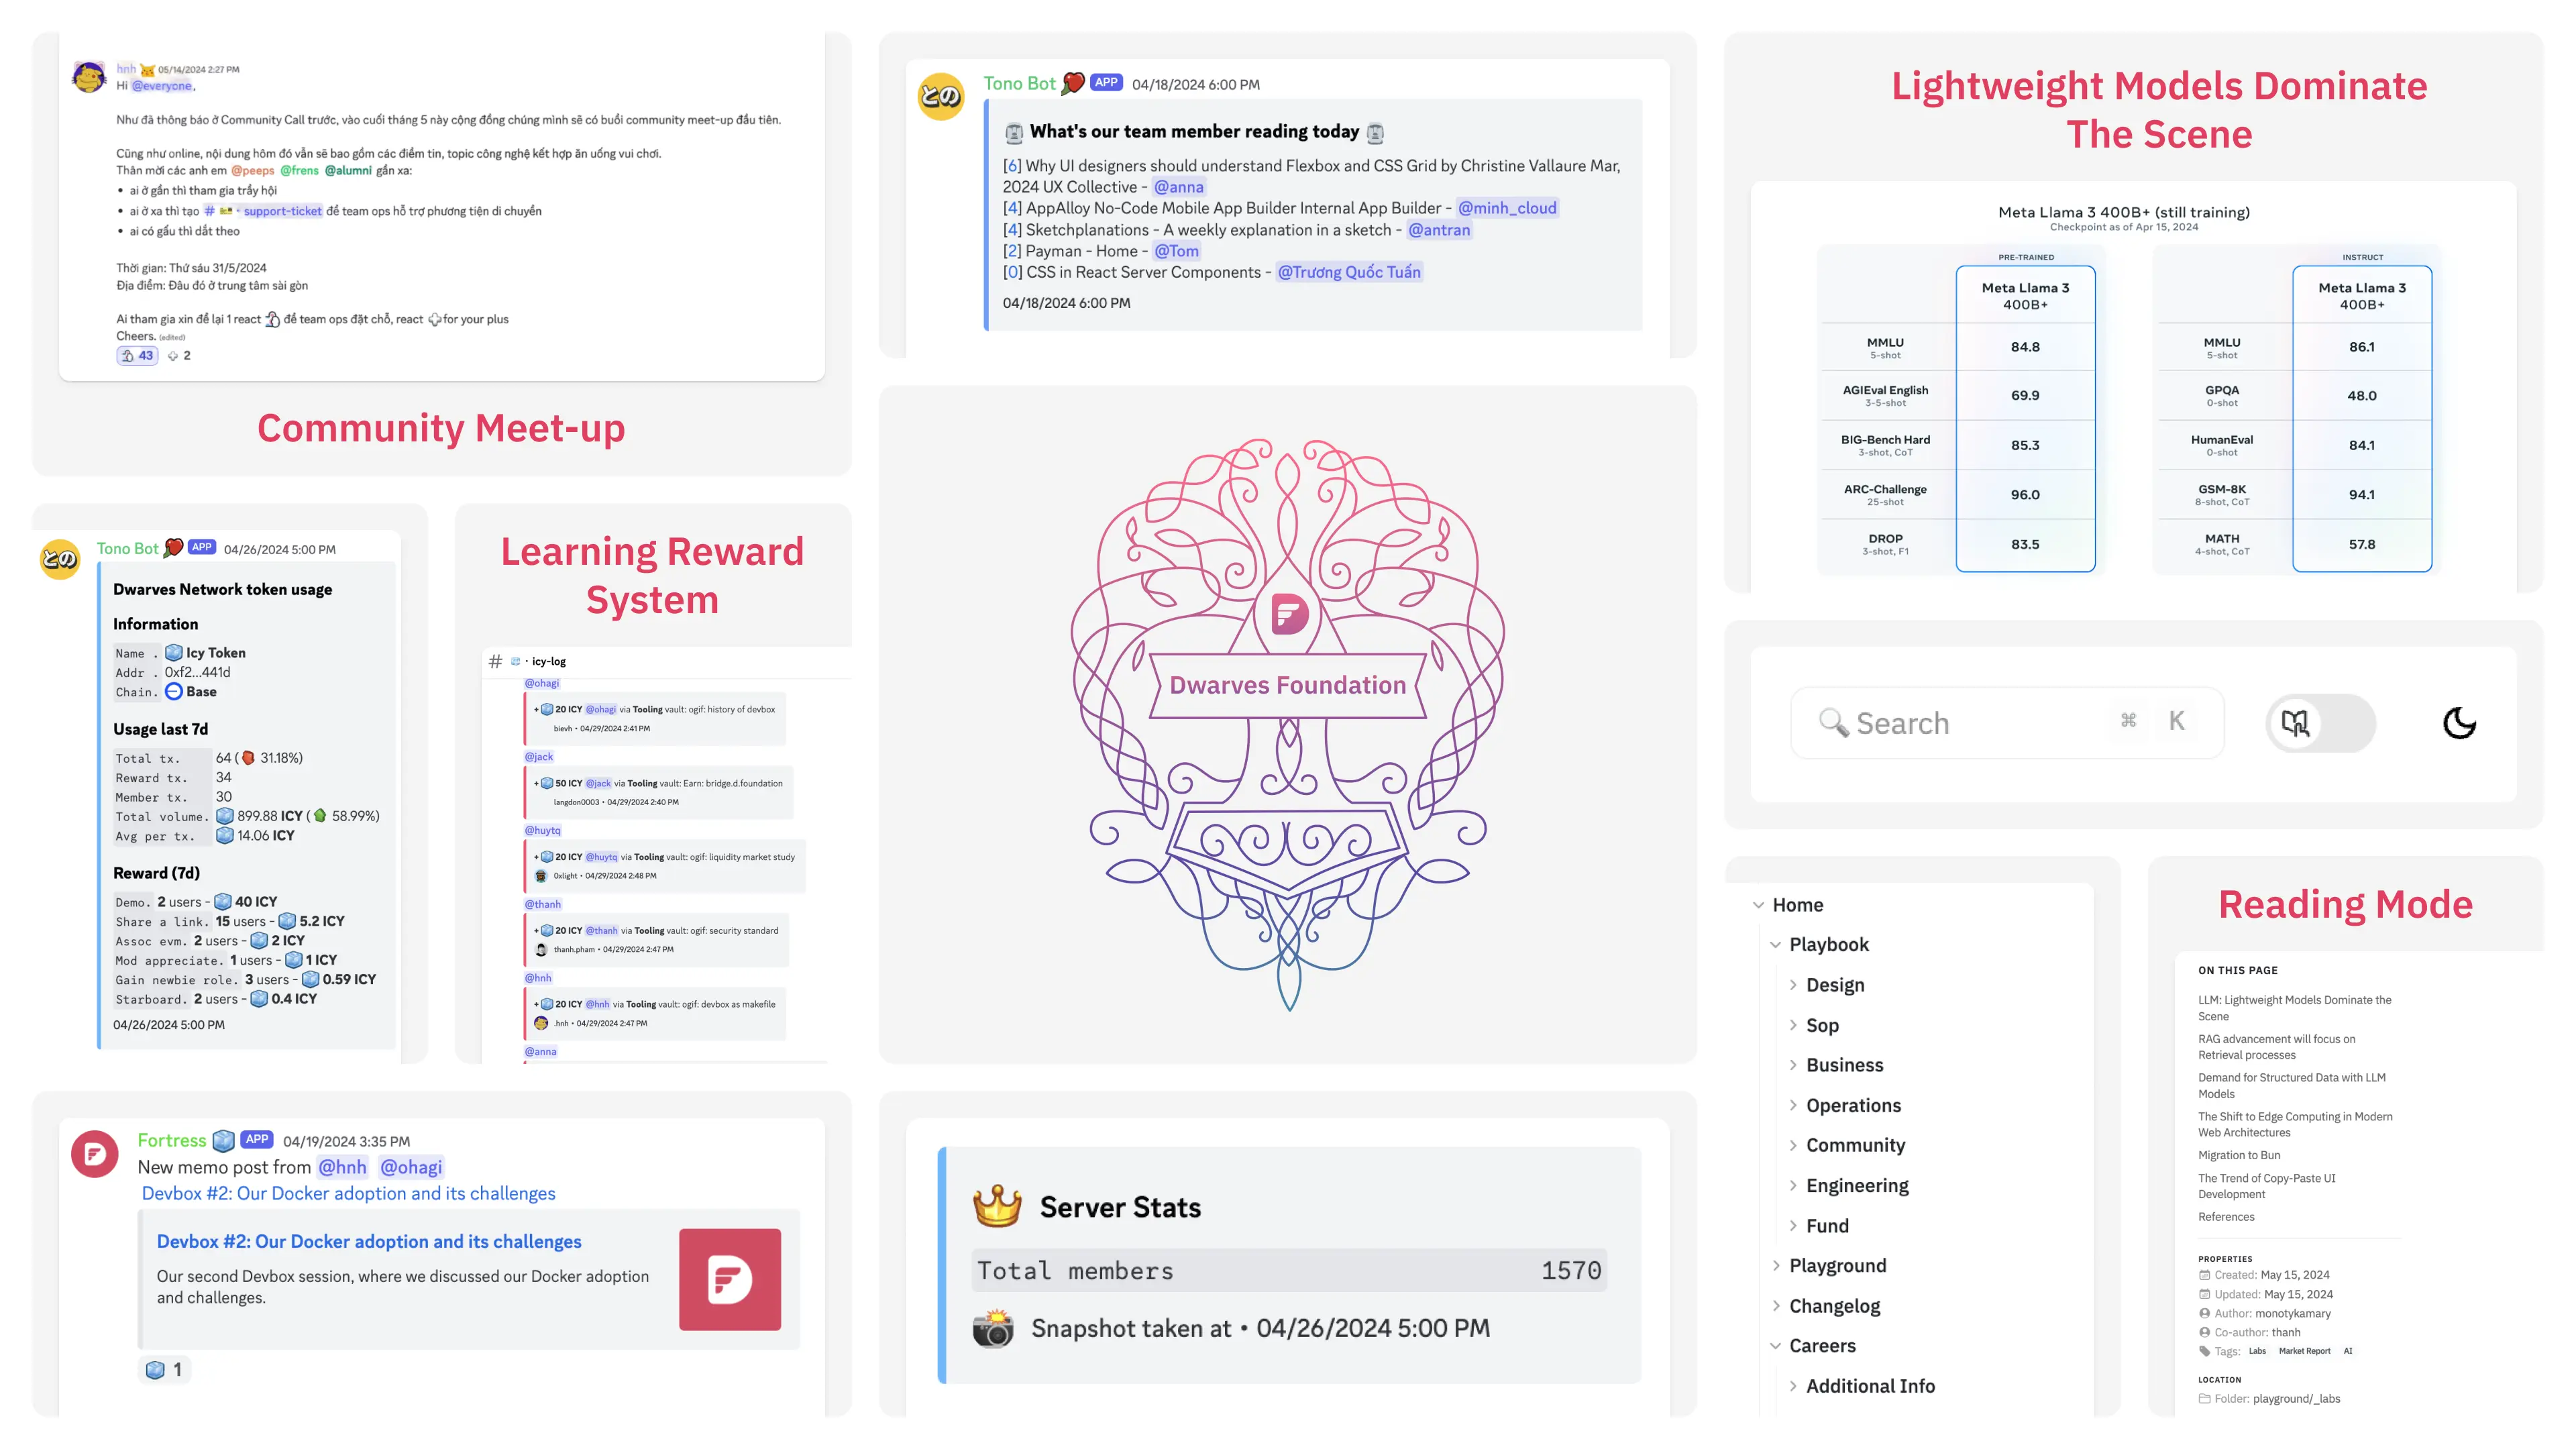 hnh 05/14/2024 2:27 PM
Hi @everyone,
Như đã thông báo ở Community Call trước, vào cuối tháng 5 này cộng đồng chúng mình sẽ có buổi community meet-up đầu tiên.
Cũng như online, nội dung hôm đó vẫn sẽ bao gồm các điểm tin, topic công nghệ kết hợp ăn uống vui chơi.
Thân mời các anh em @peeps @frens @alumni gần xa:
• ai ở gần thì tham gia trẩy hội
• ai ở xa thì tạo # · support-ticket để team ops hỗ trợ phương tiện di chuyển
• ai có gấu thì dắt theo
Thời gian: Thứ sáu 31/5/2024
Địa điểm: Đâu đó ở trung tâm sài gòn
Ai tham gia xin để lại 1 react để team ops đặt chỗ, react for your plus
Cheers. (edited)
43 2
Community Meet-up
Tono Bot APP 04/26/2024 5:00 PM
Dwarves Network token usage
Information
Name . Icy Token
Addr . 0xf2...441d
Chain. Base
Usage last 7d
Total tx. 64 ( 31.18%)
Reward tx. 34
Member tx. 30
Total volume. 899.88 ICY ( 58.99%)
Avg per tx. 14.06 ICY
Reward (7d)
Demo. 2 users - 40 ICY
Share a link. 15 users - 5.2 ICY
Assoc evm. 2 users - 2 ICY
Mod appreciate. 1 users - 1 ICY
Gain newbie role. 3 users - 0.59 ICY
Starboard. 2 users - 0.4 ICY
04/26/2024 5:00 PM
Learning Reward
System
# · icy-log
@ohagi
+ 20 ICY @ohagi via Tooling vault: ogif: history of devbox
bievh • 04/29/2024 2:41 PM
@jack
+ 50 ICY @jack via Tooling vault: Earn: bridge.d.foundation
langdon0003 • 04/29/2024 2:40 PM
@huytq
+ 20 ICY @huytq via Tooling vault: ogif: liquidity market study
0xlight • 04/29/2024 2:48 PM
@thanh
+ 20 ICY @thanh via Tooling vault: ogif: security standard
thanh.pham • 04/29/2024 2:47 PM
@hnh
+ 20 ICY @hnh via Tooling vault: ogif: devbox as makefile
.hnh • 04/29/2024 2:47 PM
@anna
Fortress APP 04/19/2024 3:35 PM
New memo post from @hnh @ohagi
Devbox #2: Our Docker adoption and its challenges
Devbox #2: Our Docker adoption and its challenges
Our second Devbox session, where we discussed our Docker adoption
and challenges.
1
との
Tono Bot APP 04/18/2024 6:00 PM
What's our team member reading today
[6] Why UI designers should understand Flexbox and CSS Grid by Christine Vallaure Mar,
2024 UX Collective - @anna
[4] AppAlloy No-Code Mobile App Builder Internal App Builder - @minh_cloud
[4] Sketchplanations - A weekly explanation in a sketch - @antran
[2] Payman - Home - @Tom
[0] CSS in React Server Components - @Trương Quốc Tuấn
04/18/2024 6:00 PM
Dwarves Foundation
Server Stats
Total members 1570
Snapshot taken at • 04/26/2024 5:00 PM
Lightweight Models Dominate
The Scene
Meta Llama 3 400B+ (still training)
Checkpoint as of Apr 15, 2024
PRE-TRAINED
Meta Llama 3
400B+
MMLU 84.8
5-shot
AGIEval English 69.9
3-5-shot
BIG-Bench Hard 85.3
3-shot, CoT
ARC-Challenge 96.0
25-shot
DROP 83.5
3-shot, F1
INSTRUCT
Meta Llama 3
400B+
MMLU 86.1
5-shot
GPQA 48.0
0-shot
HumanEval 84.1
0-shot
GSM-8K 94.1
8-shot, CoT
MATH 57.8
4-shot, CoT
Search ⌘ K
Home
Playbook
Design
Sop
Business
Operations
Community
Engineering
Fund
Playground
Changelog
Careers
Additional Info
Reading Mode
ON THIS PAGE
LLM: Lightweight Models Dominate the
Scene
RAG advancement will focus on
Retrieval processes
Demand for Structured Data with LLM
Models
The Shift to Edge Computing in Modern
Web Architectures
Migration to Bun
The Trend of Copy-Paste UI
Development
References
PROPERTIES
Created: May 15, 2024
Updated: May 15, 2024
Author: monotykamary
Co-author: thanh
Tags: Labs Market Report AI
LOCATION
Folder: playground/_labs